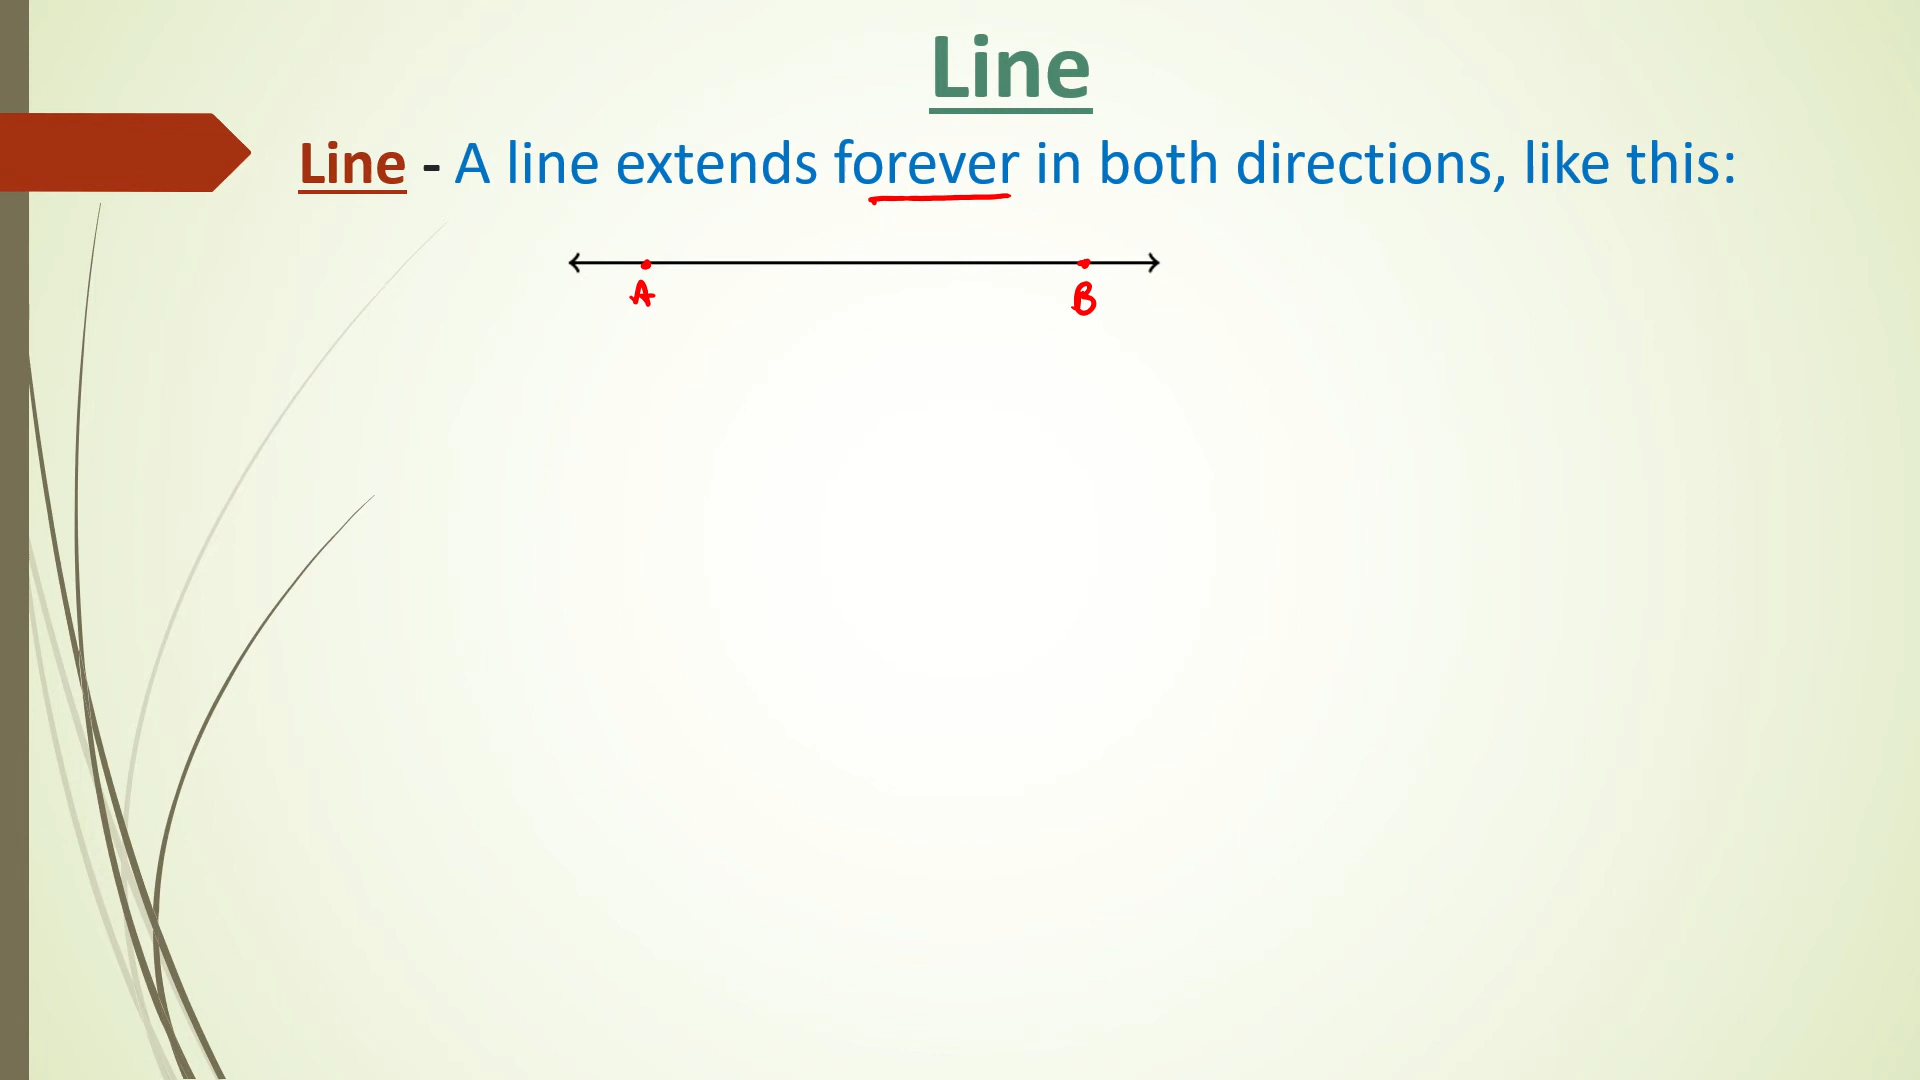 Line
Line - A line extends forever in both directions, like this:
A B